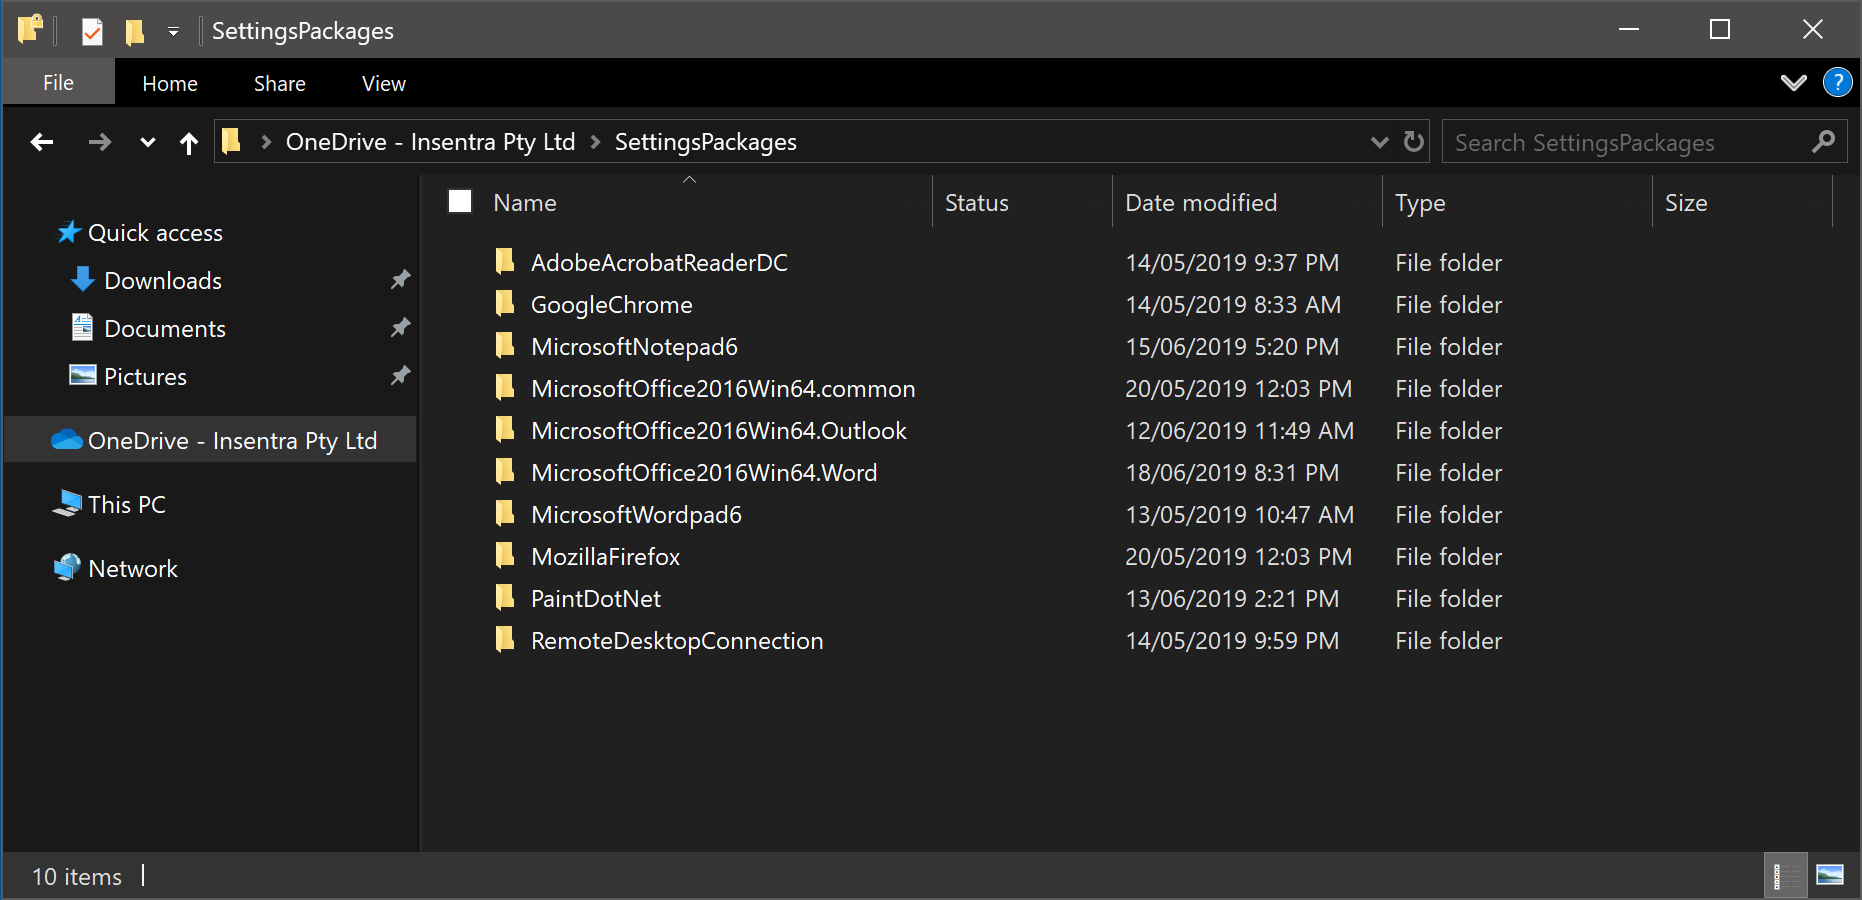 SettingsPackages
File Home Share View ?
OneDrive - Insentra Pty Ltd SettingsPackages Search SettingsPackages
Name Status Date modified Type Size
Quick access
Downloads
Documents
Pictures
OneDrive - Insentra Pty Ltd
This PC
Network
AdobeAcrobatReaderDC 14/05/2019 9:37 PM File folder
GoogleChrome 14/05/2019 8:33 AM File folder
MicrosoftNotepad6 15/06/2019 5:20 PM File folder
MicrosoftOffice2016Win64.common 20/05/2019 12:03 PM File folder
MicrosoftOffice2016Win64.Outlook 12/06/2019 11:49 AM File folder
MicrosoftOffice2016Win64.Word 18/06/2019 8:31 PM File folder
MicrosoftWordpad6 13/05/2019 10:47 AM File folder
MozillaFirefox 20/05/2019 12:03 PM File folder
PaintDotNet 13/06/2019 2:21 PM File folder
RemoteDesktopConnection 14/05/2019 9:59 PM File folder
10 items